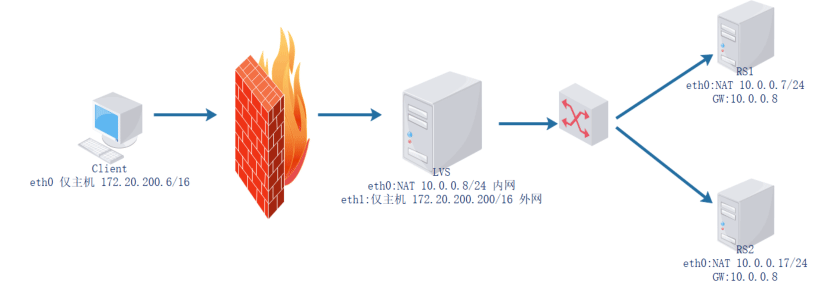 Client
eth0 仅主机 172.20.200.6/16
LVS
eth0:NAT 10.0.0.8/24 内网
eth1:仅主机 172.20.200.200/16 外网
RS1
eth0:NAT 10.0.0.7/24
GW:10.0.0.8
RS2
eth0:NAT 10.0.0.17/24
GW:10.0.0.8